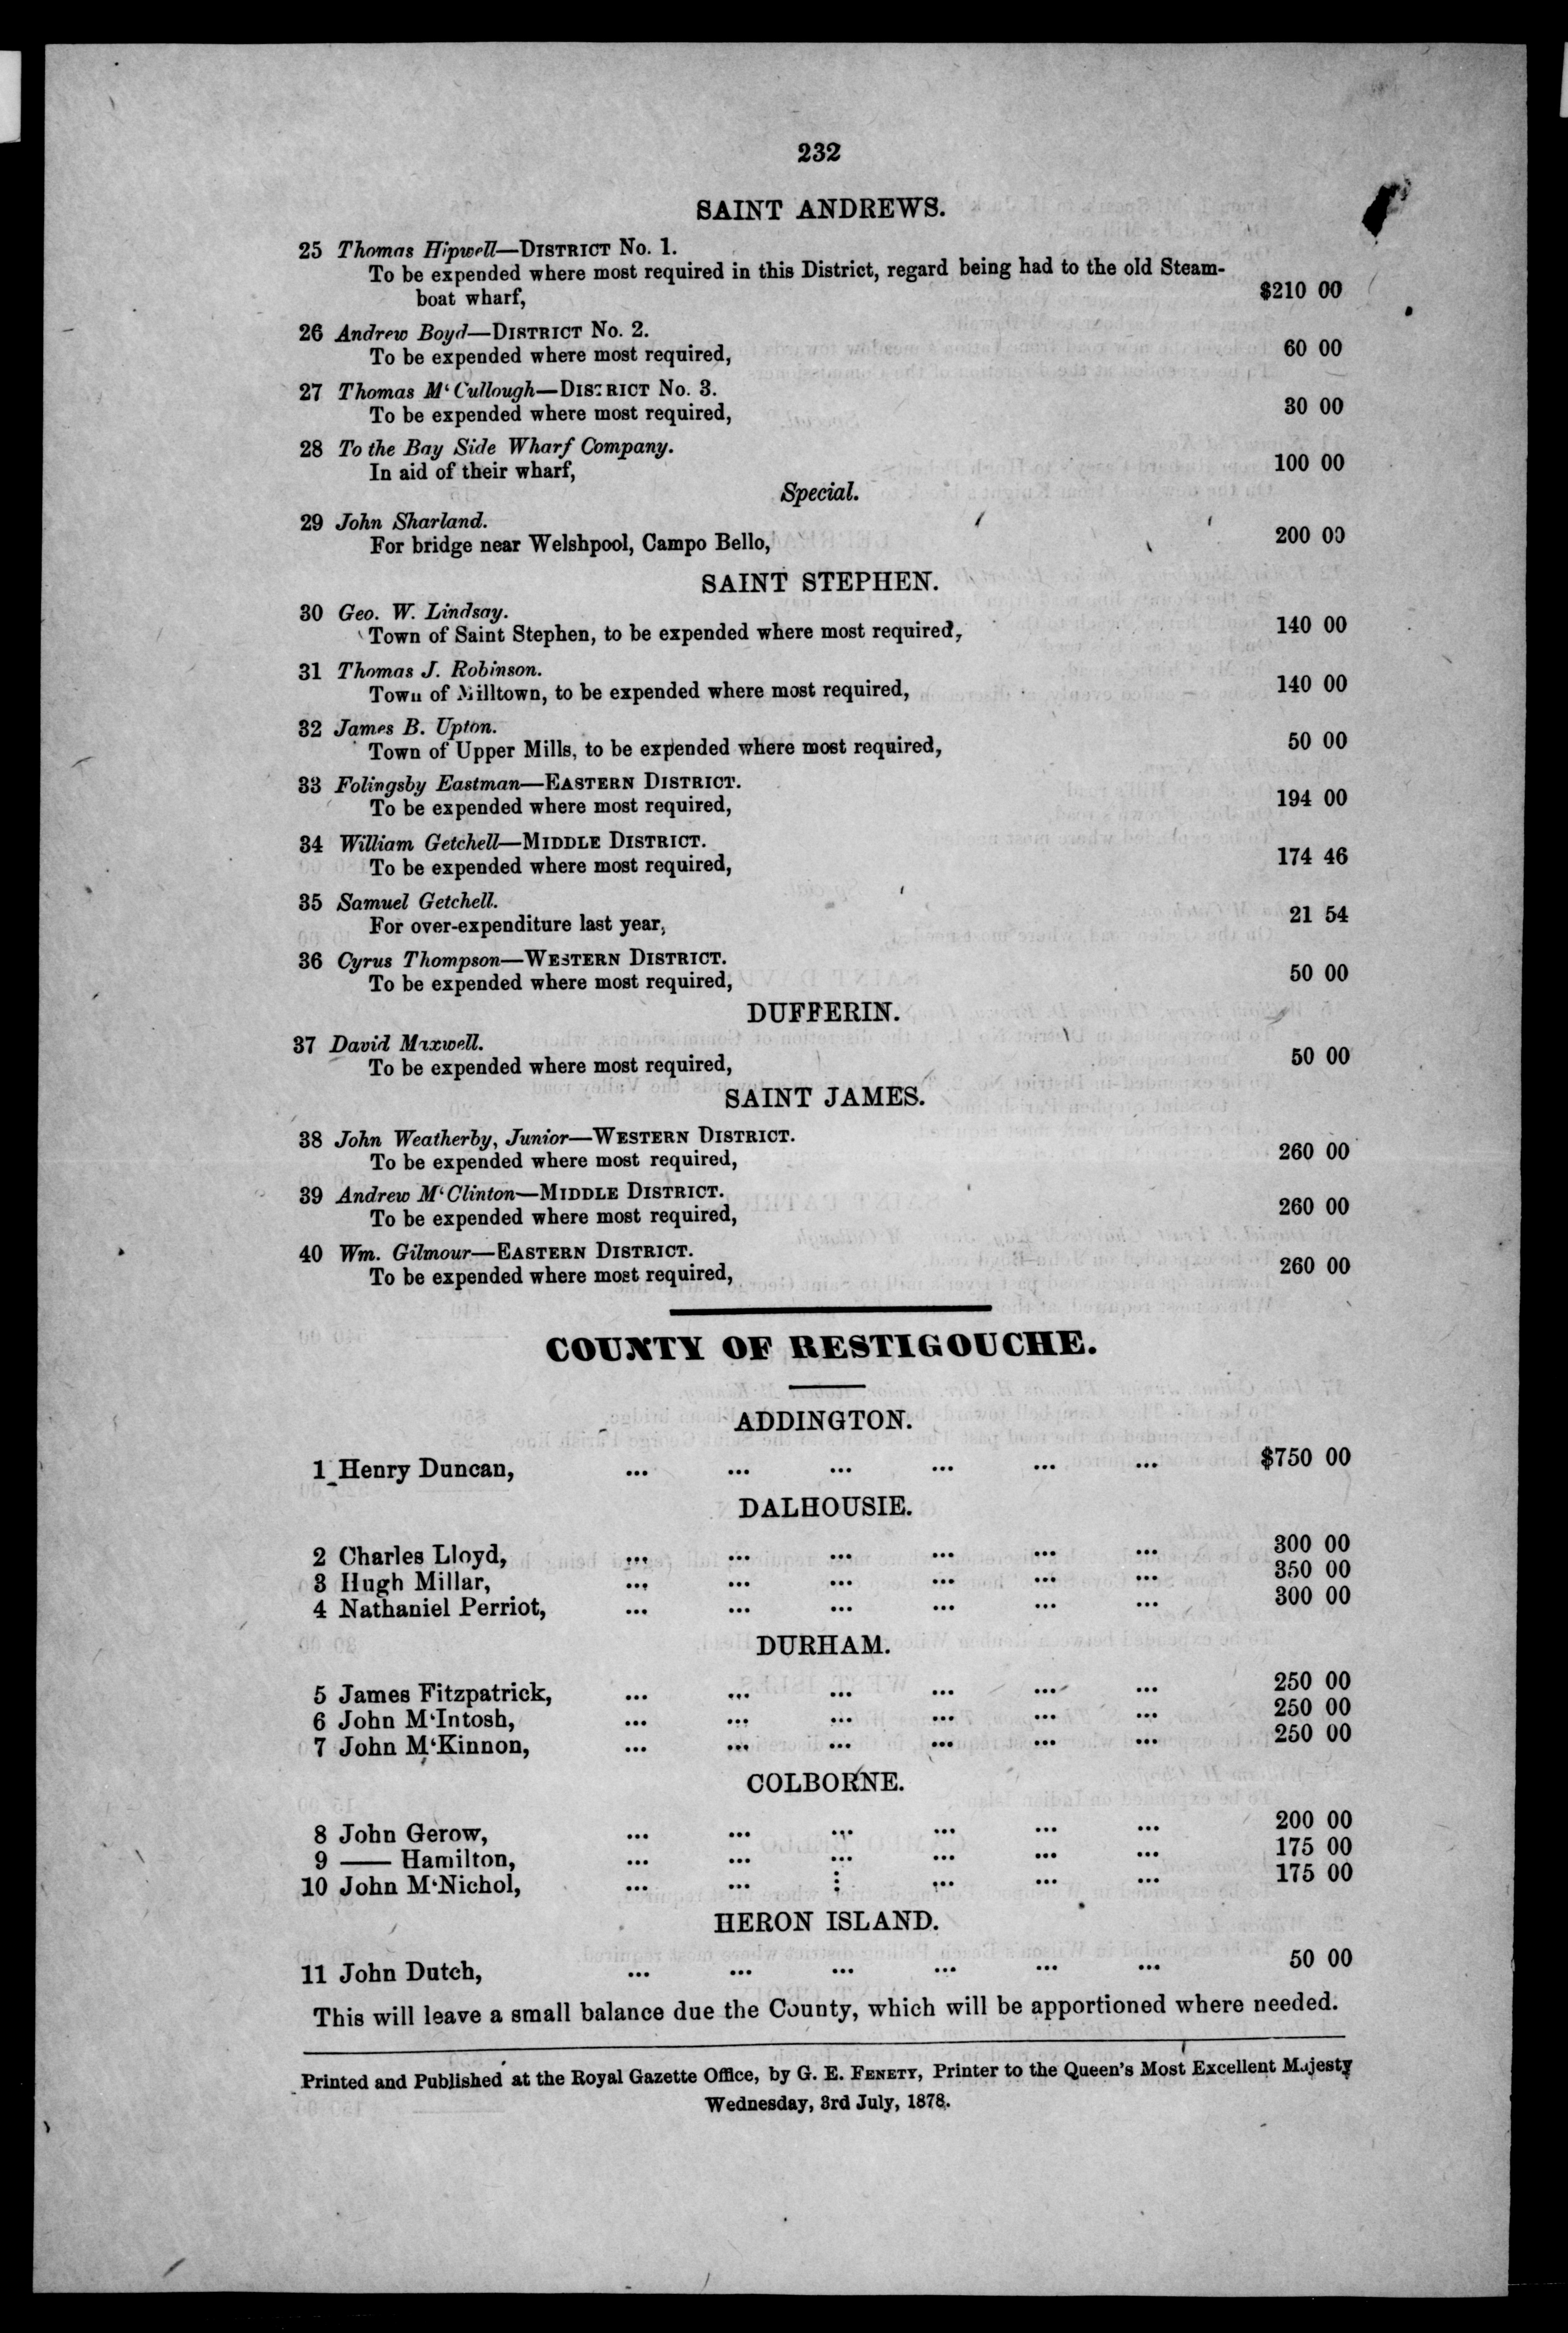 232
SAINT ANDREWS.
25 Thomas Hipwell—DISTRICT No. 1.
To be expended where most required in this District, regard being had to the old Steam-
boat wharf, $210 00
26 Andrew Boyd—DISTRICT No. 2.
To be expended where most required, 60 00
27 Thomas M‘Cullough—DISTRICT No. 3.
To be expended where most required, 30 00
28 To the Bay Side Wharf Company.
In aid of their wharf, 100 00
Special.
29 John Sharland.
For bridge near Welshpool, Campo Bello, 200 00
SAINT STEPHEN.
30 Geo. W. Lindsay.
Town of Saint Stephen, to be expended where most required, 140 00
31 Thomas J. Robinson.
Town of Milltown, to be expended where most required, 140 00
32 James B. Upton.
Town of Upper Mills, to be expended where most required, 50 00
33 Folingsby Eastman—EASTERN DISTRICT.
To be expended where most required, 194 00
34 William Getchell—MIDDLE DISTRICT.
To be expended where most required, 174 46
35 Samuel Getchell.
For over-expenditure last year, 21 54
36 Cyrus Thompson—WESTERN DISTRICT.
To be expended where most required, 50 00
DUFFERIN.
37 David Maxwell.
To be expended where most required, 50 00
SAINT JAMES.
38 John Weatherby, Junior—WESTERN DISTRICT.
To be expended where most required, 260 00
39 Andrew M‘Clinton—MIDDLE DISTRICT.
To be expended where most required, 260 00
40 Wm. Gilmour—EASTERN DISTRICT.
To be expended where most required, 260 00
COUNTY OF RESTIGOUCHE.
ADDINGTON.
1 Henry Duncan, ... ... ... ... ... ... $750 00
DALHOUSIE.
2 Charles Lloyd, ... ... ... ... ... ... 300 00
3 Hugh Millar, ... ... ... ... ... ... 350 00
4 Nathaniel Perriot, ... ... ... ... ... ... 300 00
DURHAM.
5 James Fitzpatrick, ... ... ... ... ... ... 250 00
6 John M‘Intosh, ... ... ... ... ... ... 250 00
7 John M‘Kinnon, ... ... ... ... ... ... 250 00
COLBORNE.
8 John Gerow, ... ... ... ... ... ... 200 00
9 —— Hamilton, ... ... ... ... ... ... 175 00
10 John M‘Nichol, ... ... ... ... ... ... 175 00
HERON ISLAND.
11 John Dutch, ... ... ... ... ... ... 50 00
This will leave a small balance due the County, which will be apportioned where needed.
Printed and Published at the Royal Gazette Office, by G. E. FENETY, Printer to the Queen's Most Excellent Majesty
Wednesday, 3rd July, 1878.